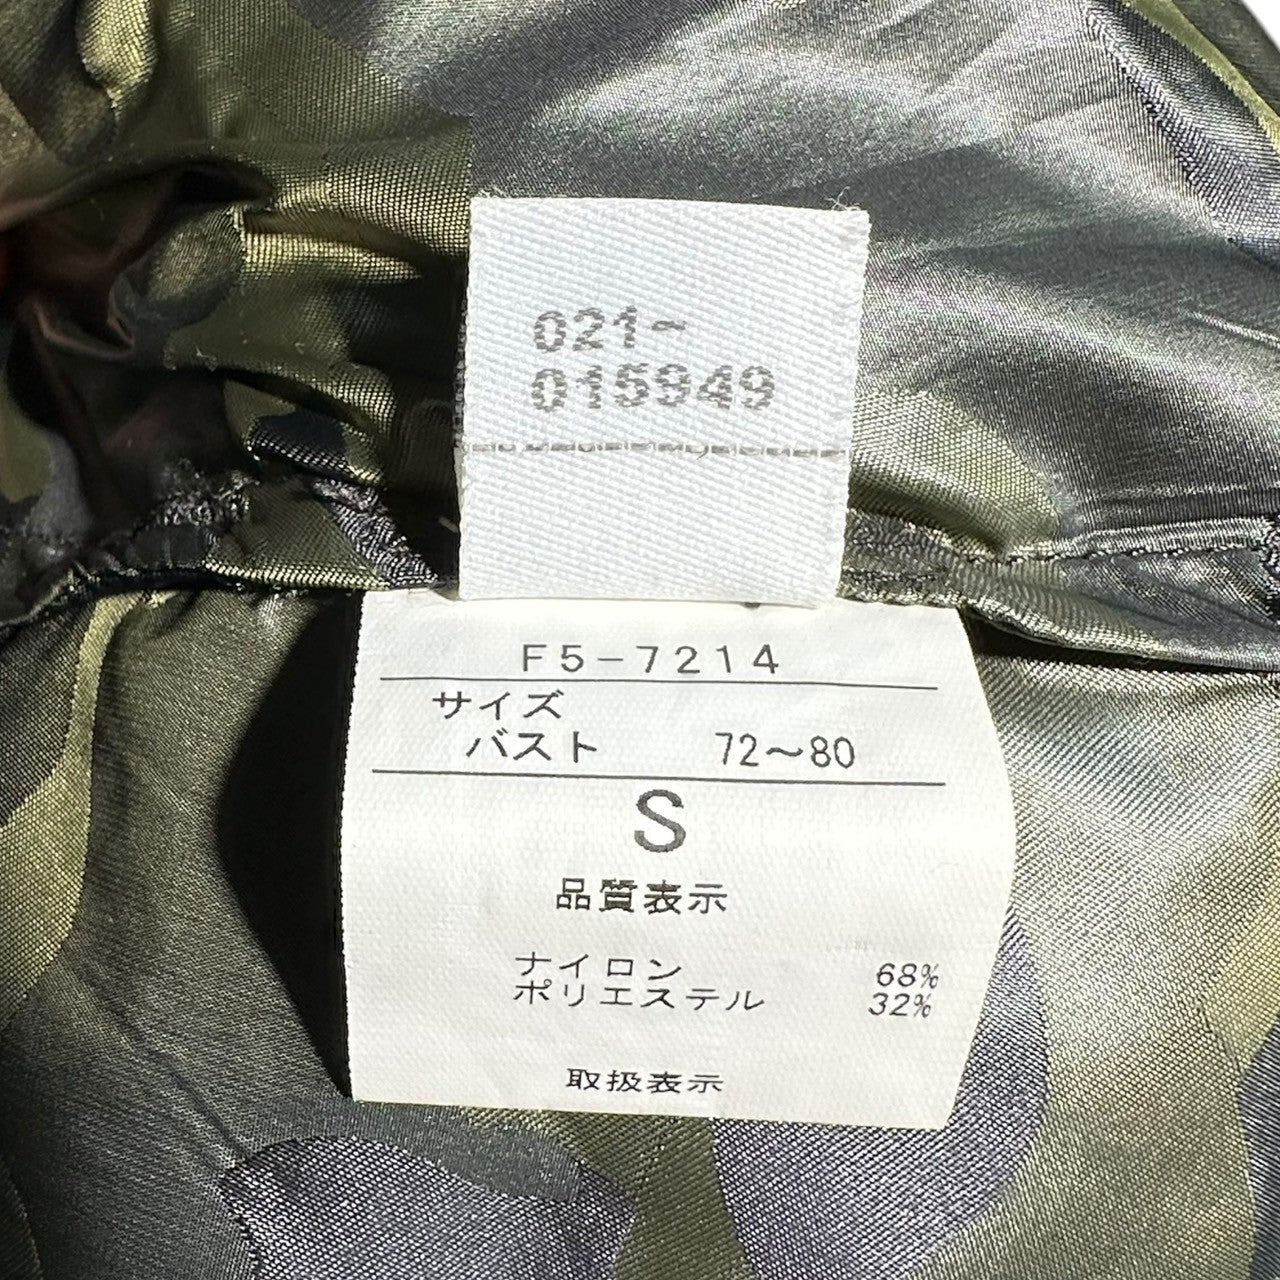 021-
015949
F5-7214
サイズ
バスト 72～80
S
品質表示
ナイロン 68%
ポリエステル 32%
取扱表示